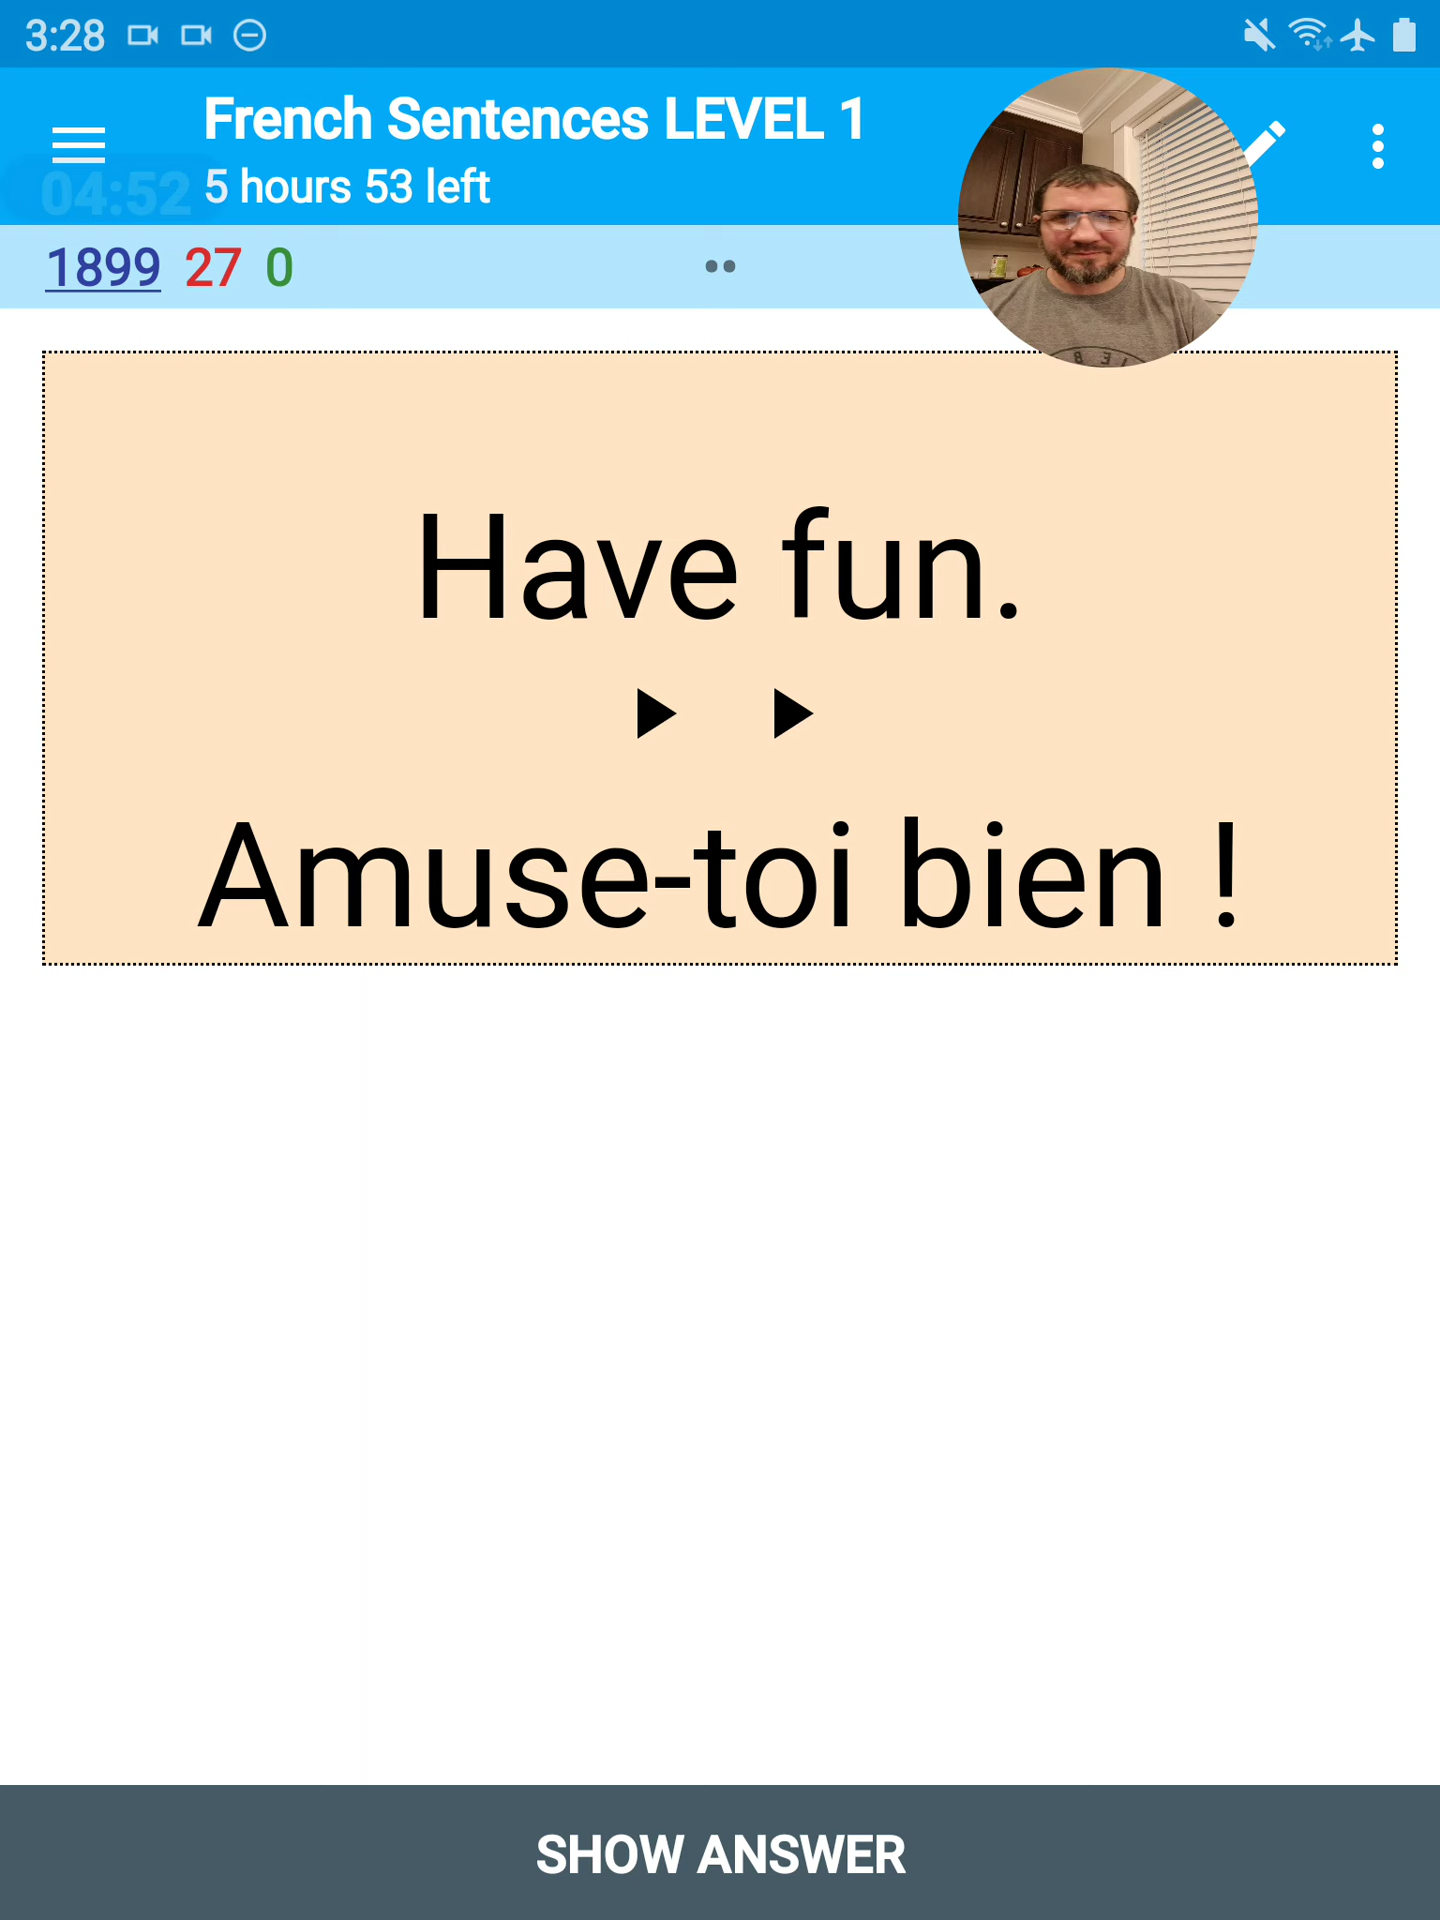 3:28
French Sentences LEVEL 1
04:52 5 hours 53 left
1899 27 0
Have fun.
Amuse-toi bien !
SHOW ANSWER